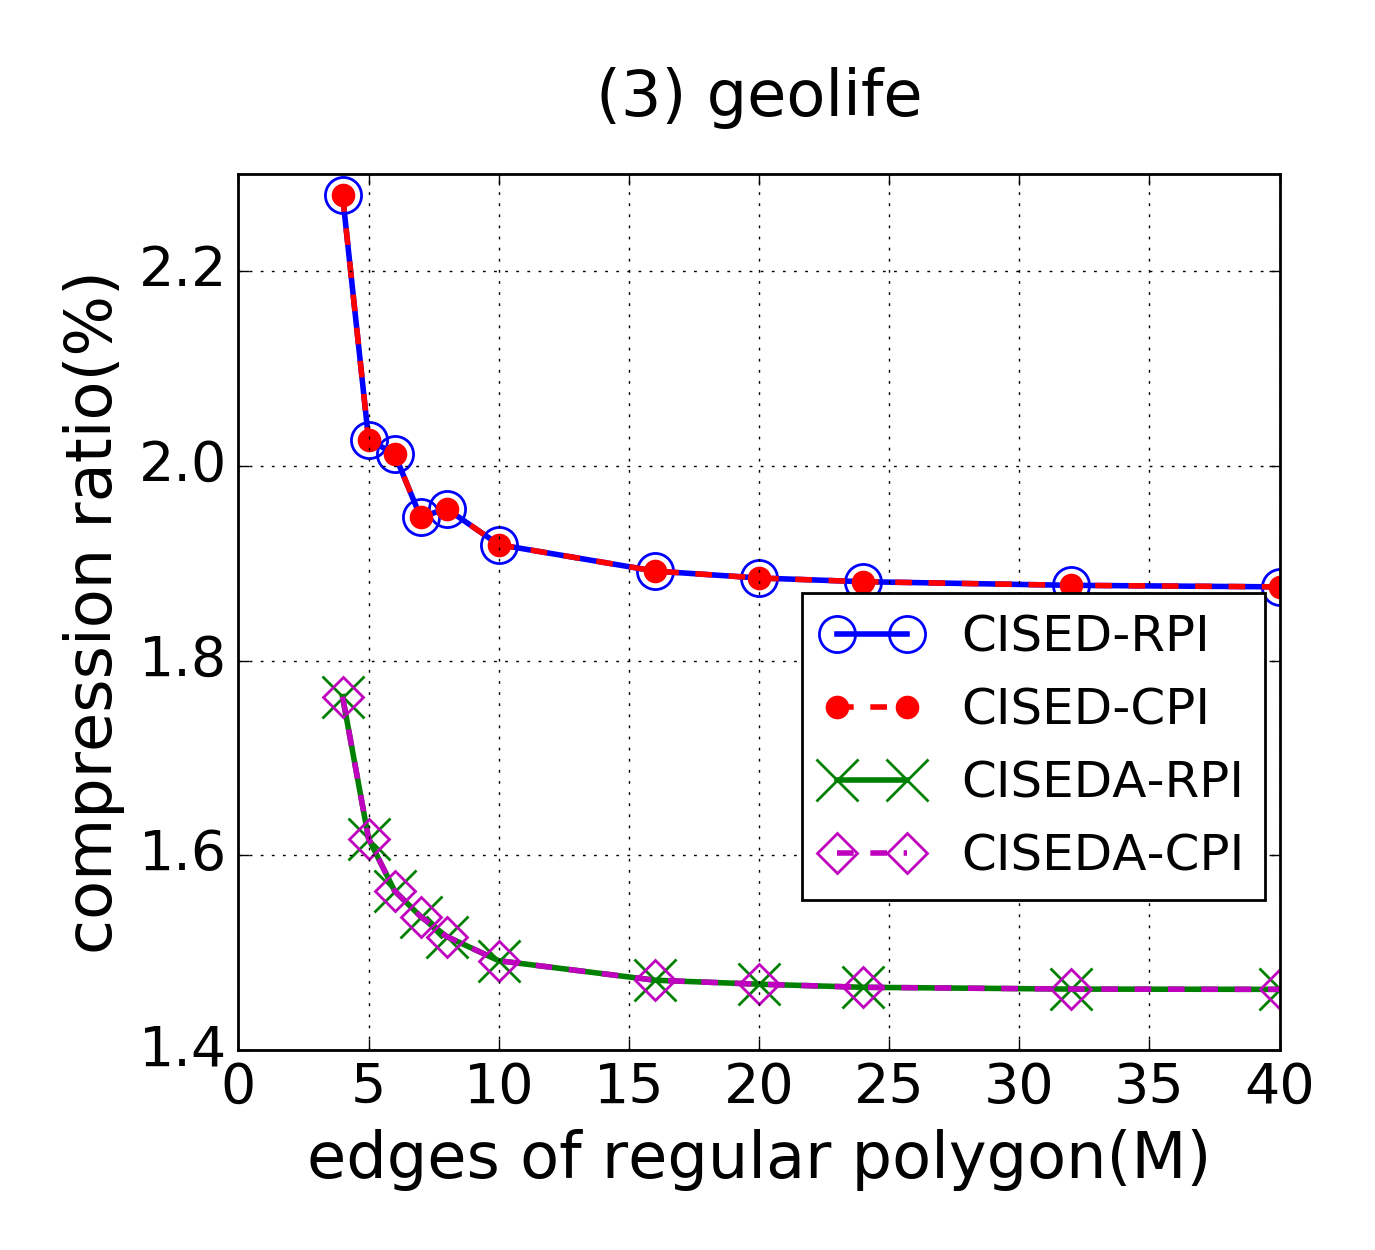 (3) geolife
compression ratio(%)
2.2
2.0
1.8
1.6
1.4
CISED-RPI
CISED-CPI
CISEDA-RPI
CISEDA-CPI
0 5 10 15 20 25 30 35 40
edges of regular polygon(M)